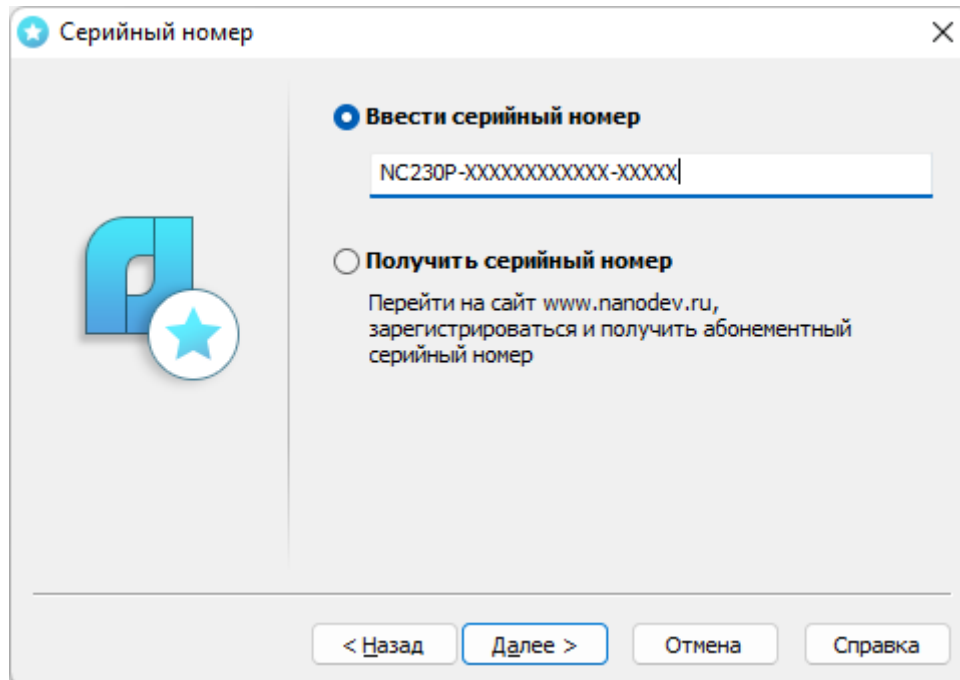 Серийный номер
Ввести серийный номер
NC230P-XXXXXXXXXXXX-XXXXX
Получить серийный номер
Перейти на сайт www.nanodev.ru,
зарегистрироваться и получить абонементный
серийный номер
< Назад Далее > Отмена Справка